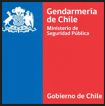 Gendarmería
de Chile
Ministerio de
Seguridad Pública
Gobierno de Chile